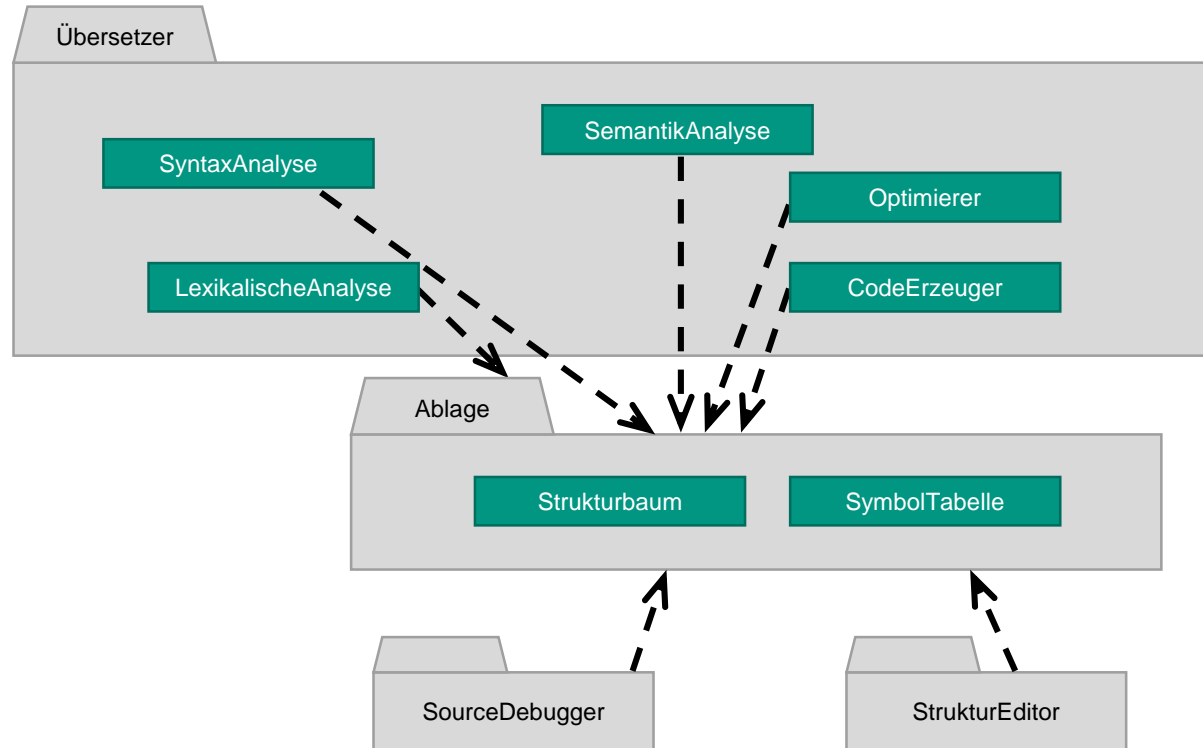 Übersetzer
SemantikAnalyse
SyntaxAnalyse
Optimierer
LexikalischeAnalyse
CodeErzeuger
Ablage
Strukturbaum
SymbolTabelle
SourceDebugger
StrukturEditor